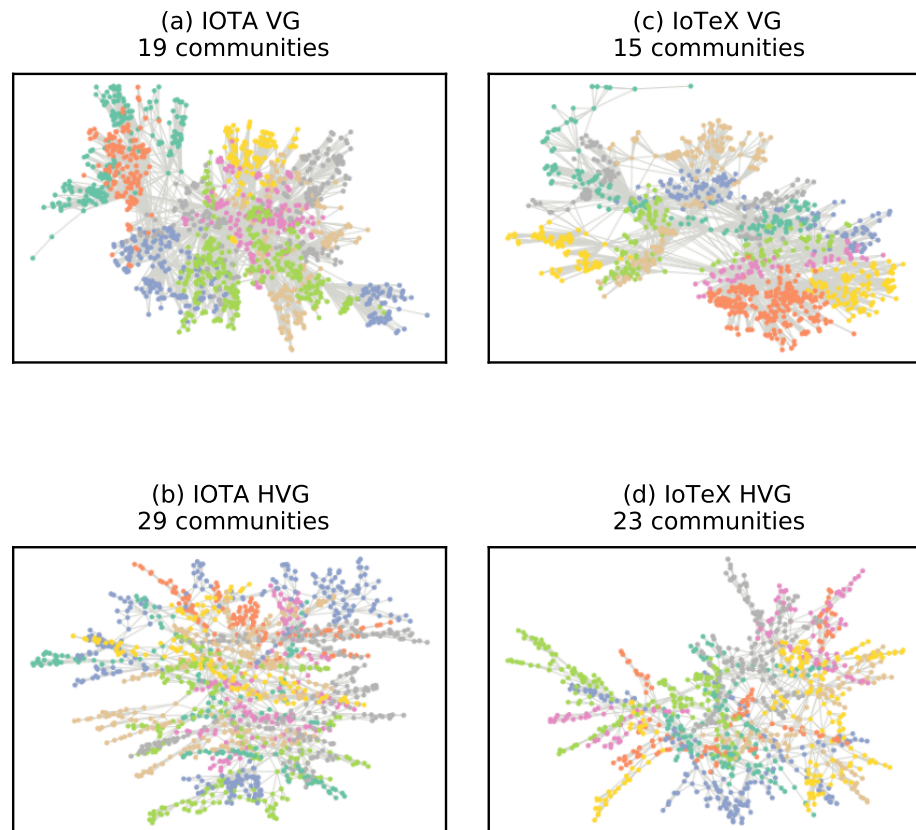 (a) IOTA VG
19 communities
(c) IoTeX VG
15 communities
(b) IOTA HVG
29 communities
(d) IoTeX HVG
23 communities